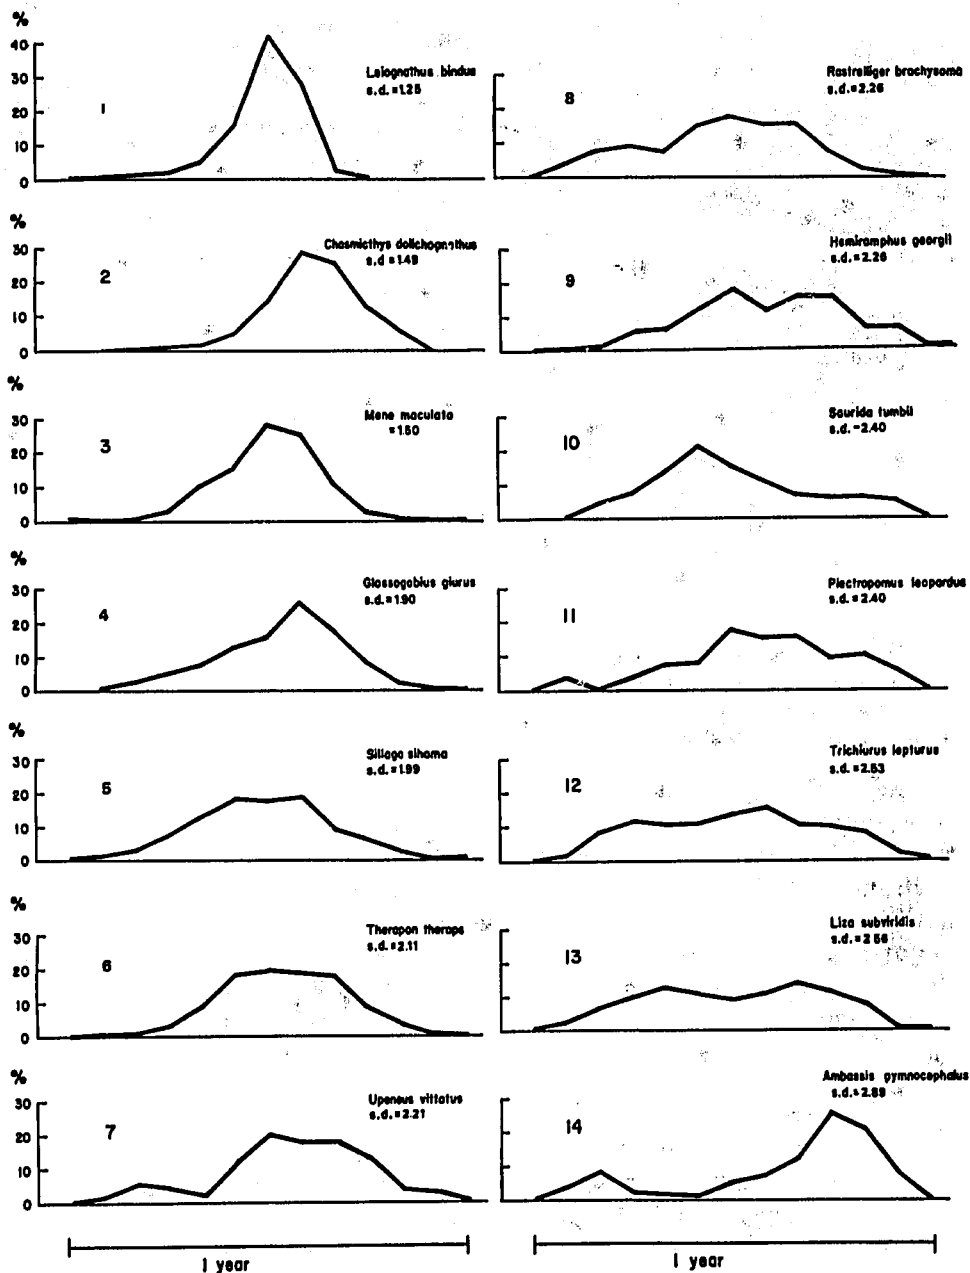 %
40
30
20
10
0
1
Leiognathus bindus
s.d. = 1.25
8
Rastrelliger brachysoma
s.d. = 2.26
%
30
20
10
0
2
Chasmicthys dolichognathus
s.d = 1.49
9
Hemiramphus georgii
s.d. = 2.26
%
30
20
10
0
3
Mene maculata
= 1.50
10
Saurida tumbil
s.d. = 2.40
%
30
20
10
0
4
Glossogobius giurus
s.d. = 1.90
11
Plectropomus leopardus
s.d. = 2.40
%
30
20
10
0
5
Sillago sihama
s.d. = 1.99
12
Trichiurus lepturus
s.d. = 2.53
%
30
20
10
0
6
Therapon theraps
s.d. = 2.11
13
Liza subviridis
s.d. = 2 56
%
30
20
10
0
7
Upeneus vittatus
s.d. = 2.21
14
Ambassis gymnocephalus
s.d. = 2.89
1 year
1 year